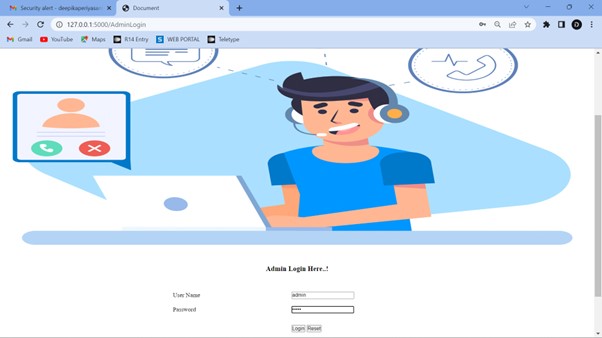 Security alert - deepikaperiyasam
Document
127.0.0.1:5000/AdminLogin
Gmail YouTube Maps R14 Entry WEB PORTAL Teletype
Admin Login Here..!
User Name admin
Password •••••
Login Reset